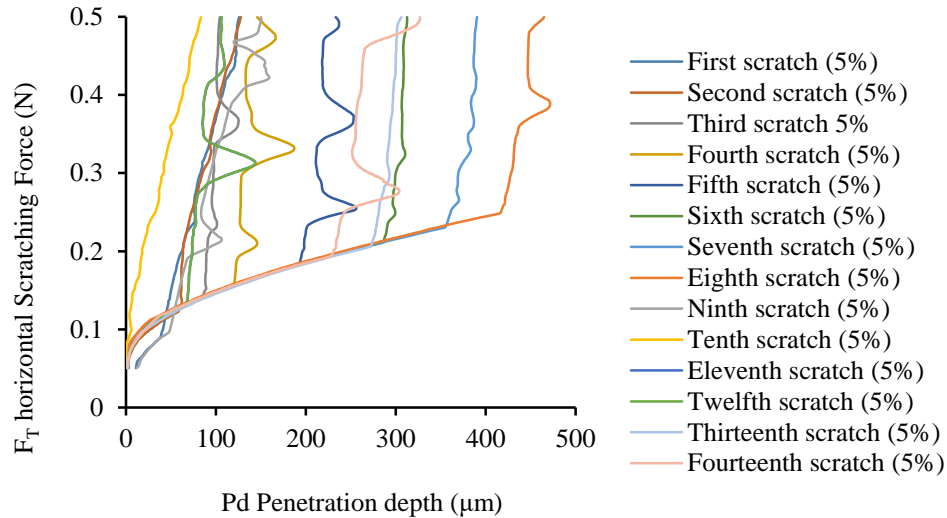 0.5
0.4
0.3
0.2
0.1
0
F_T horizontal Scratching Force (N)
0 100 200 300 400 500
Pd Penetration depth (µm)
First scratch (5%)
Second scratch (5%)
Third scratch 5%
Fourth scratch (5%)
Fifth scratch (5%)
Sixth scratch (5%)
Seventh scratch (5%)
Eighth scratch (5%)
Ninth scratch (5%)
Tenth scratch (5%)
Eleventh scratch (5%)
Twelfth scratch (5%)
Thirteenth scratch (5%)
Fourteenth scratch (5%)